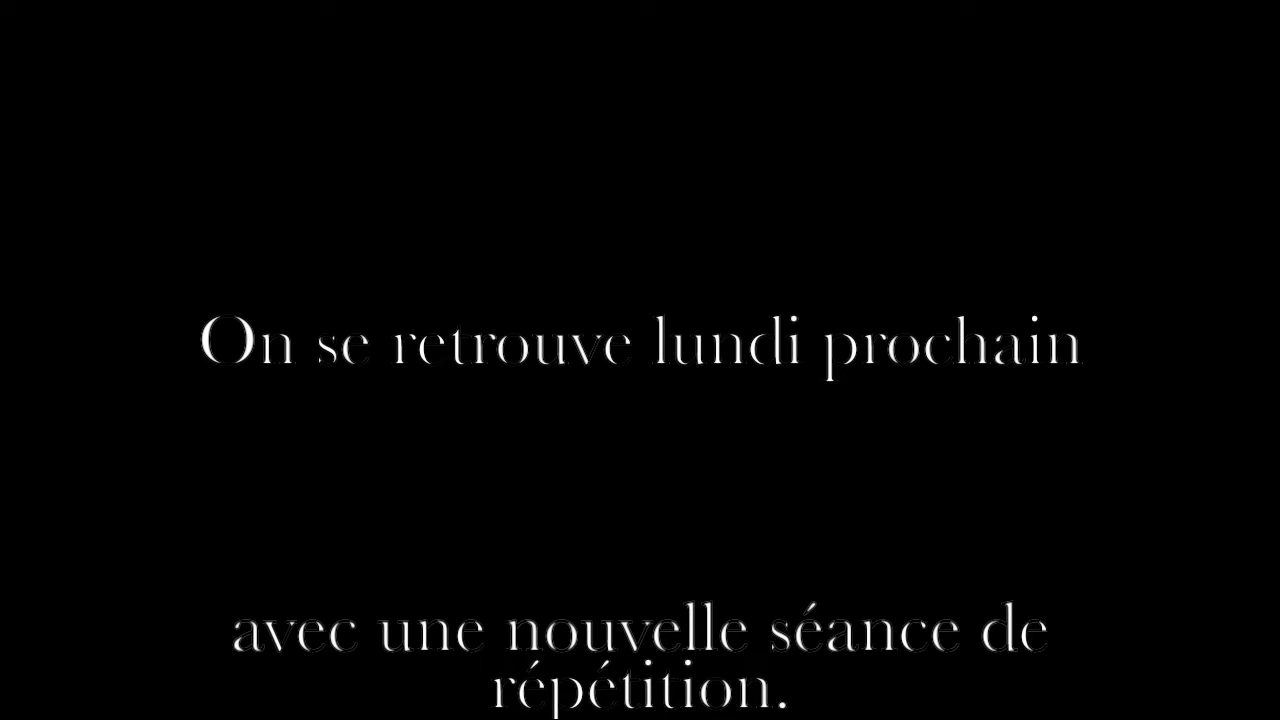 On se retrouve lundi prochain
avec une nouvelle séance de
répétition.